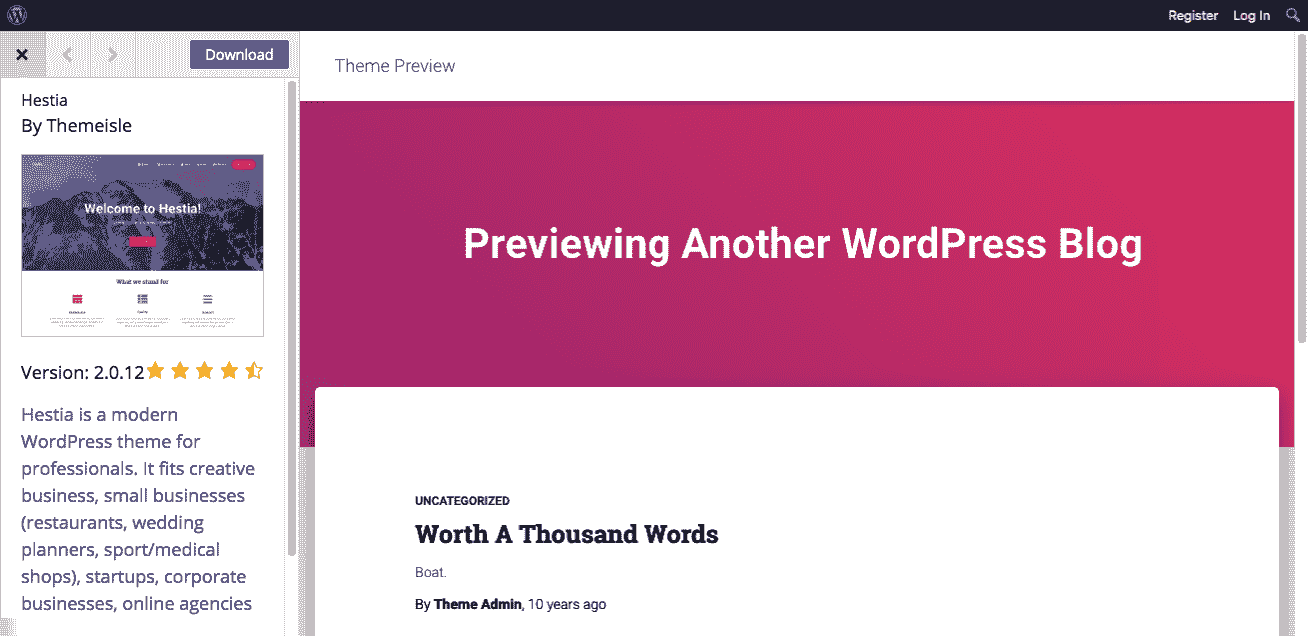 Register Log In
Download
Hestia
By Themeisle
Welcome to Hestia!
What we stand for
Version: 2.0.12
Hestia is a modern
WordPress theme for
professionals. It fits creative
business, small businesses
(restaurants, wedding
planners, sport/medical
shops), startups, corporate
businesses, online agencies
Theme Preview
Previewing Another WordPress Blog
UNCATEGORIZED
Worth A Thousand Words
Boat.
By Theme Admin, 10 years ago